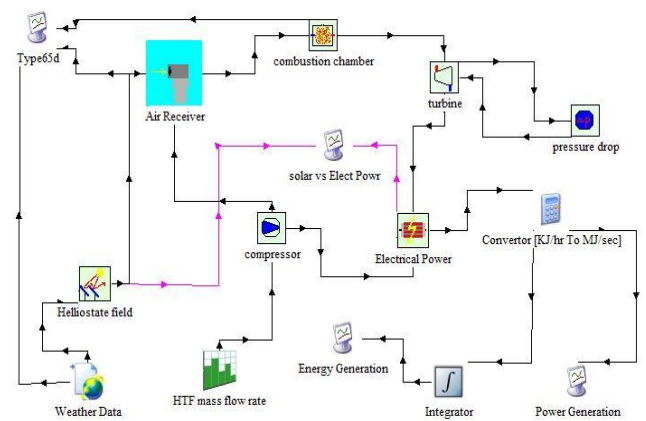 Type65d
combustion chamber
turbine
Air Receiver
pressure drop
solar vs Elect Powr
compressor
Electrical Power
Convertor [KJ/hr To MJ/sec]
Helliostate field
Energy Generation
Weather Data
HTF mass flow rate
Integrator
Power Generation